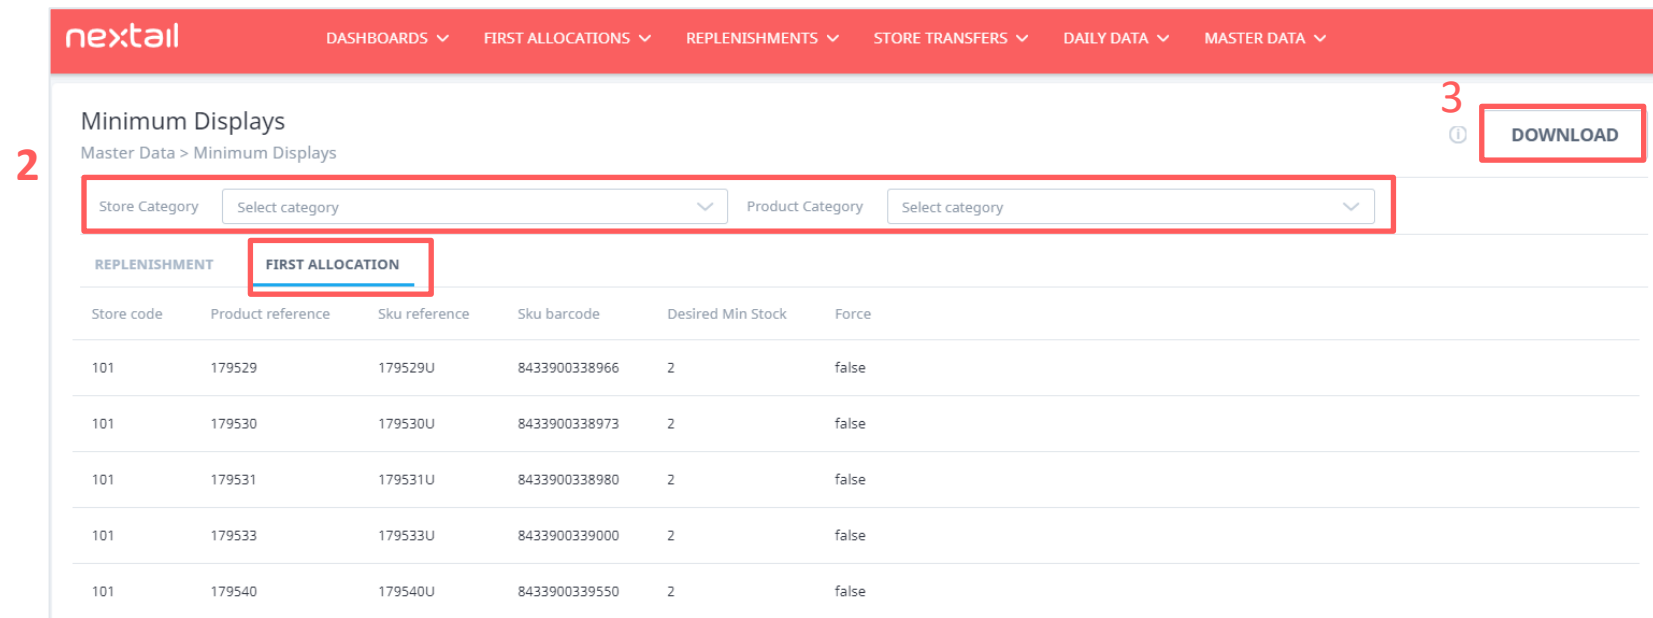 nextail DASHBOARDS FIRST ALLOCATIONS REPLENISHMENTS STORE TRANSFERS DAILY DATA MASTER DATA
3
Minimum Displays
DOWNLOAD
Master Data > Minimum Displays
2
Store Category Select category Product Category Select category
REPLENISHMENT FIRST ALLOCATION
Store code Product reference Sku reference Sku barcode Desired Min Stock Force
101 179529 179529U 8433900338966 2 false
101 179530 179530U 8433900338973 2 false
101 179531 179531U 8433900338980 2 false
101 179533 179533U 8433900339000 2 false
101 179540 179540U 8433900339550 2 false